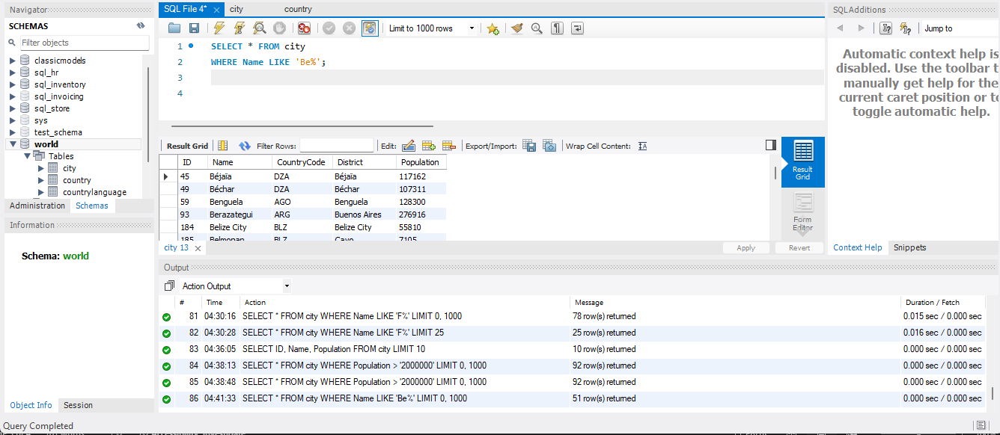 Navigator
SCHEMAS
Filter objects
classicmodels
sql_hr
sql_inventory
sql_invoicing
sql_store
sys
test_schema
world
Tables
city
country
countrylanguage
Administration Schemas
Information
Schema: world
Object Info Session
Query Completed
SQL File 4* city country
Limit to 1000 rows
1 SELECT * FROM city
2 WHERE Name LIKE 'Be%';
3
4
Result Grid Filter Rows: Edit: Export/Import: Wrap Cell Content:
ID Name CountryCode District Population
45 Béjaïa DZA Béjaïa 117162
49 Béchar DZA Béchar 107311
59 Benguela AGO Benguela 128300
93 Berazategui ARG Buenos Aires 276916
184 Belize City BLZ Belize City 55810
185 Belmopan BLZ Cayo 7105
Result Grid
Form Editor
city 13 Apply Revert
Output
Action Output
# Time Action Message Duration / Fetch
81 04:30:16 SELECT * FROM city WHERE Name LIKE 'F%' LIMIT 0, 1000 78 row(s) returned 0.015 sec / 0.000 sec
82 04:30:28 SELECT * FROM city WHERE Name LIKE 'F%' LIMIT 25 25 row(s) returned 0.016 sec / 0.000 sec
83 04:36:05 SELECT ID, Name, Population FROM city LIMIT 10 10 row(s) returned 0.000 sec / 0.000 sec
84 04:38:13 SELECT * FROM city WHERE Population > '2000000' LIMIT 0, 1000 92 row(s) returned 0.000 sec / 0.000 sec
85 04:38:48 SELECT * FROM city WHERE Population > '2000000' LIMIT 0, 1000 92 row(s) returned 0.000 sec / 0.000 sec
86 04:41:33 SELECT * FROM city WHERE Name LIKE 'Be%' LIMIT 0, 1000 51 row(s) returned 0.000 sec / 0.000 sec
SQLAdditions
Jump to
Automatic context help is
disabled. Use the toolbar t
manually get help for the
current caret position or to
toggle automatic help.
Context Help Snippets